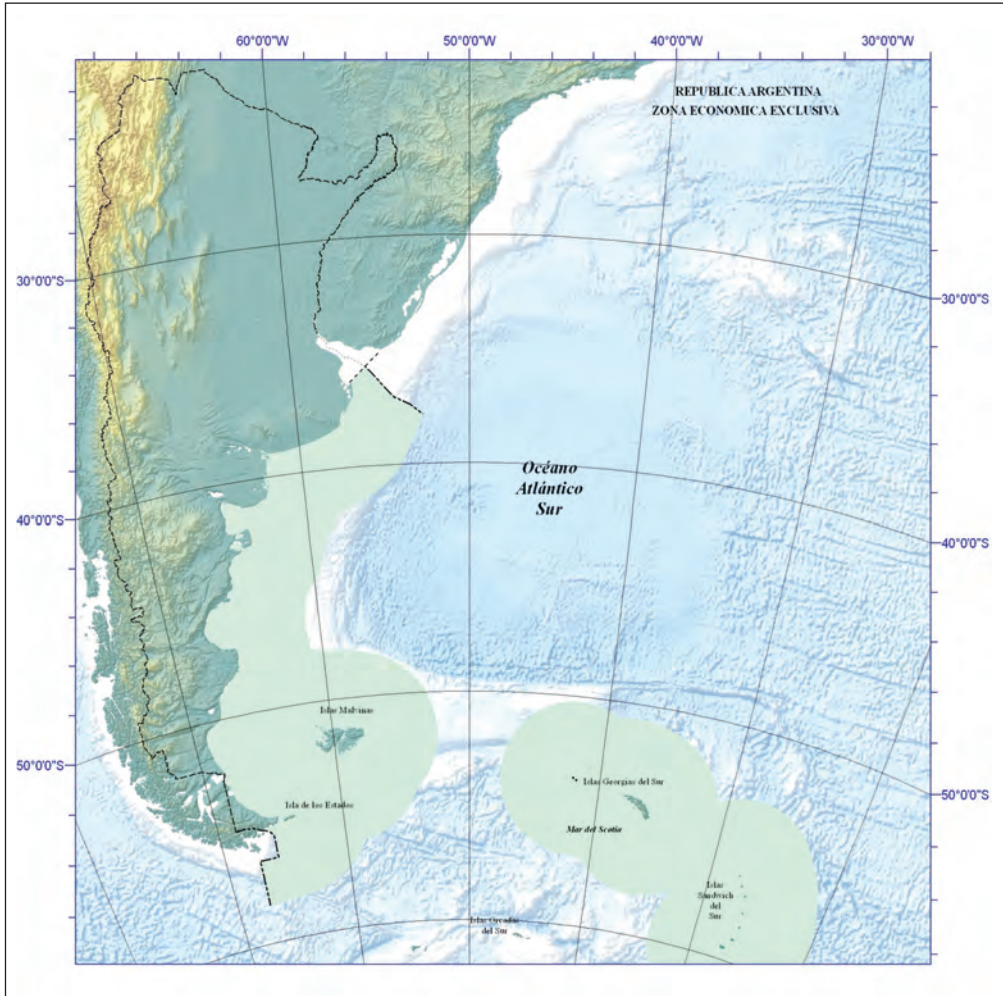 60°0'0"W
50°0'0"W
40°0'0"W
30°0'0"W
REPUBLICA ARGENTINA
ZONA ECONOMICA EXCLUSIVA
30°0'0"S
30°0'0"S
Océano
Atlántico
Sur
40°0'0"S
40°0'0"S
Islas Malvinas
50°0'0"S
Islas Georgias del Sur
50°0'0"S
Isla de los Estados
Mar del Scotia
Islas
Sandwich
del
Sur
Islas Orcadas
del Sur